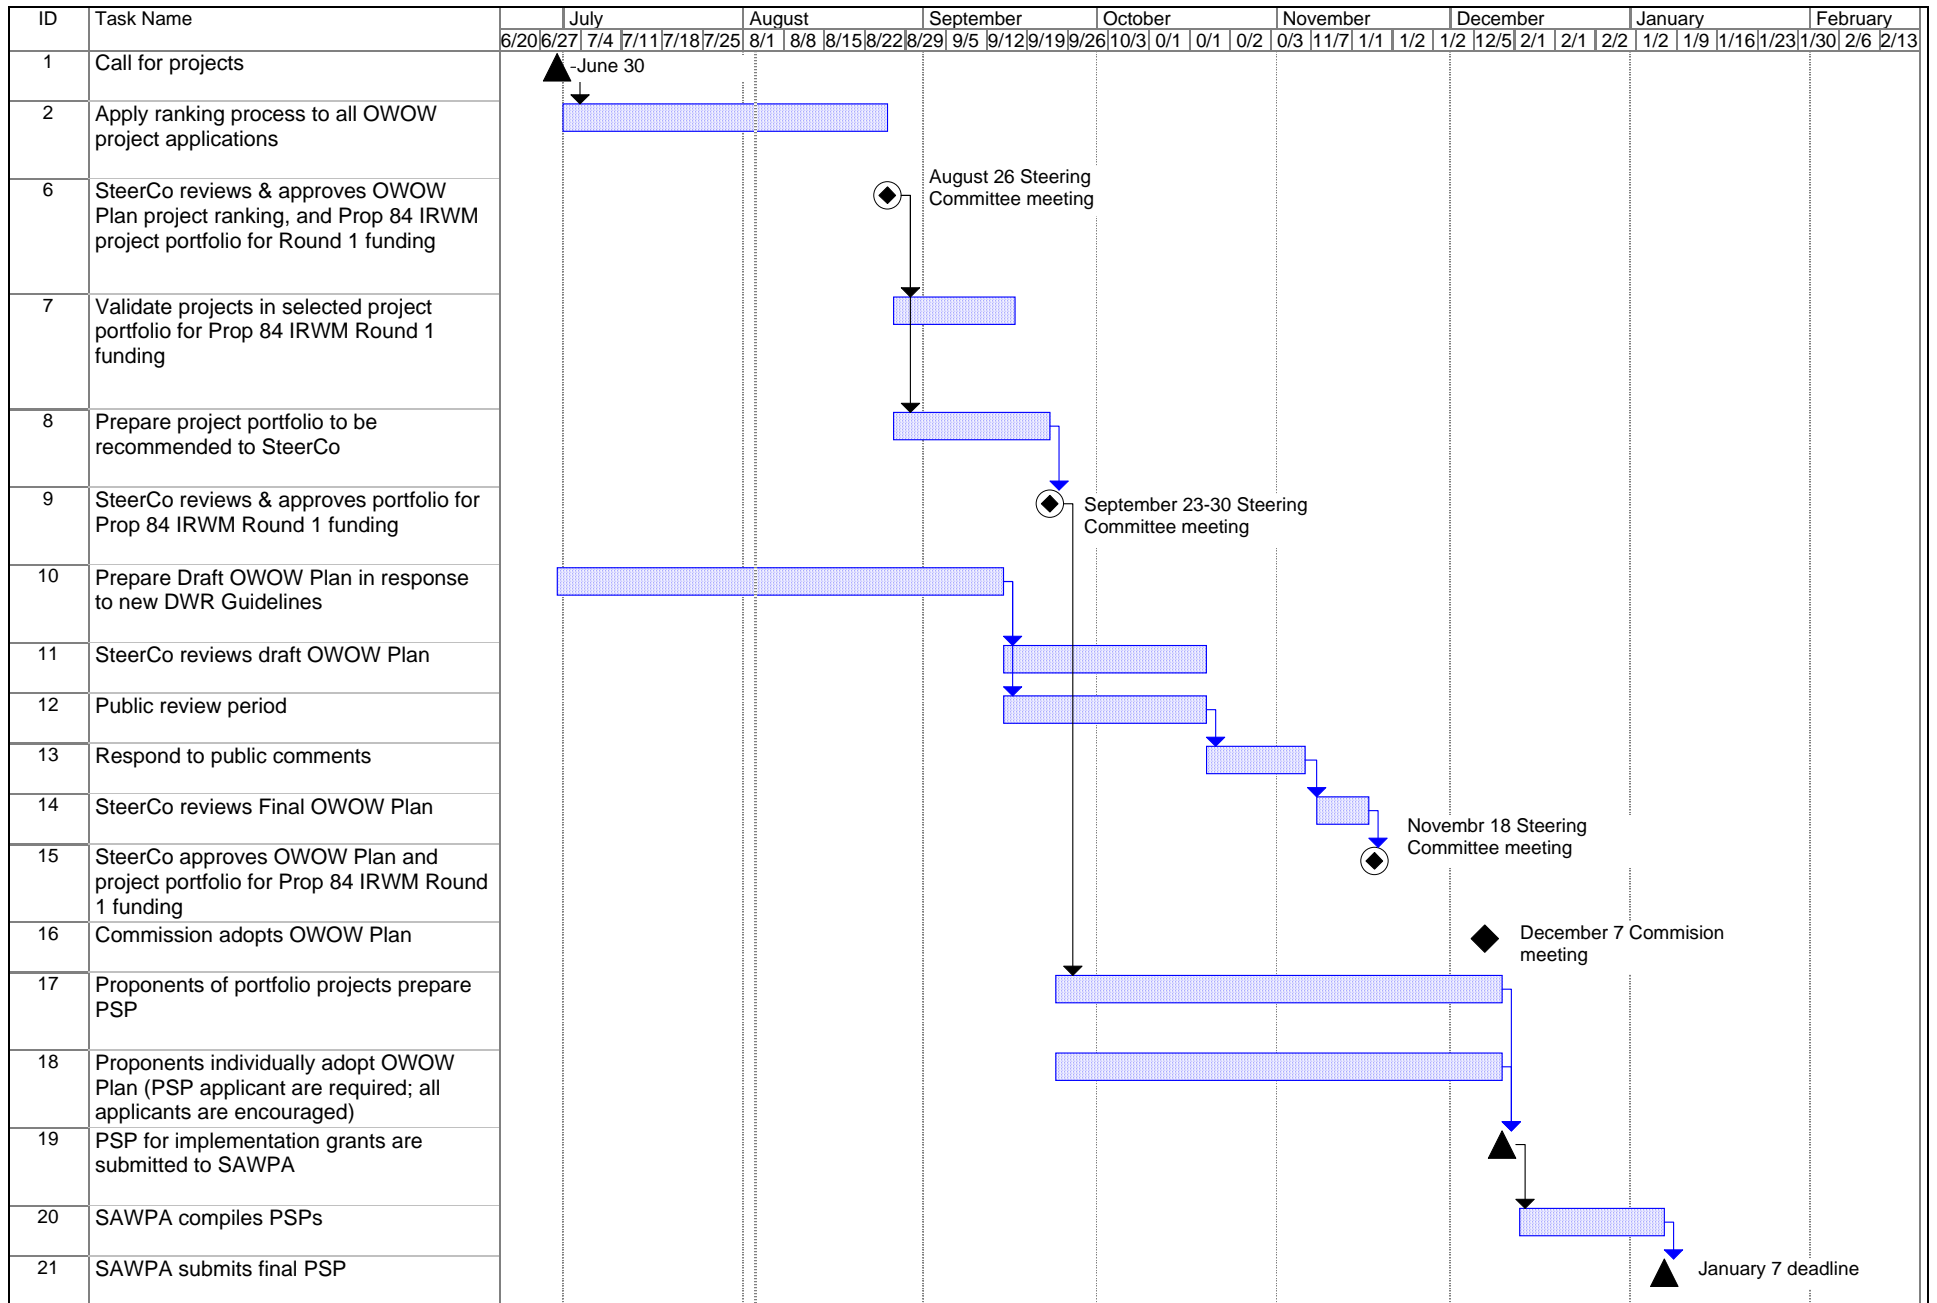 ID Task Name July August September October November December January February
6/20 6/27 7/4 7/11 7/18 7/25 8/1 8/8 8/15 8/22 8/29 9/5 9/12 9/19 9/26 10/3 0/1 0/1 0/2 0/3 11/7 1/1 1/2 1/2 12/5 2/1 2/1 2/2 1/2 1/9 1/16 1/23 1/30 2/6 2/13
1 Call for projects
-June 30
2 Apply ranking process to all OWOW
project applications
6 SteerCo reviews & approves OWOW
Plan project ranking, and Prop 84 IRWM
project portfolio for Round 1 funding
August 26 Steering
Committee meeting
7 Validate projects in selected project
portfolio for Prop 84 IRWM Round 1
funding
8 Prepare project portfolio to be
recommended to SteerCo
9 SteerCo reviews & approves portfolio for
Prop 84 IRWM Round 1 funding
September 23-30 Steering
Committee meeting
10 Prepare Draft OWOW Plan in response
to new DWR Guidelines
11 SteerCo reviews draft OWOW Plan
12 Public review period
13 Respond to public comments
14 SteerCo reviews Final OWOW Plan
Novembr 18 Steering
Committee meeting
15 SteerCo approves OWOW Plan and
project portfolio for Prop 84 IRWM Round
1 funding
16 Commission adopts OWOW Plan
December 7 Commision
meeting
17 Proponents of portfolio projects prepare
PSP
18 Proponents individually adopt OWOW
Plan (PSP applicant are required; all
applicants are encouraged)
19 PSP for implementation grants are
submitted to SAWPA
20 SAWPA compiles PSPs
21 SAWPA submits final PSP
January 7 deadline